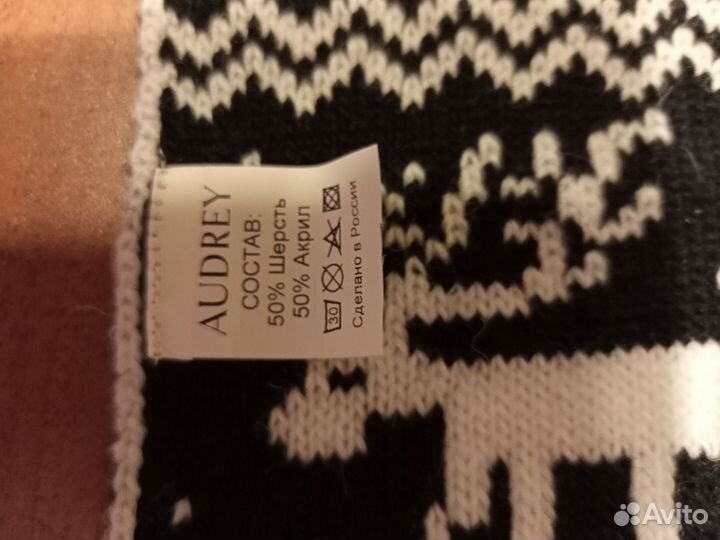 AUDREY
СОСТАВ:
50% Шерсть
50% Акрил
30
Сделано в России
Avito